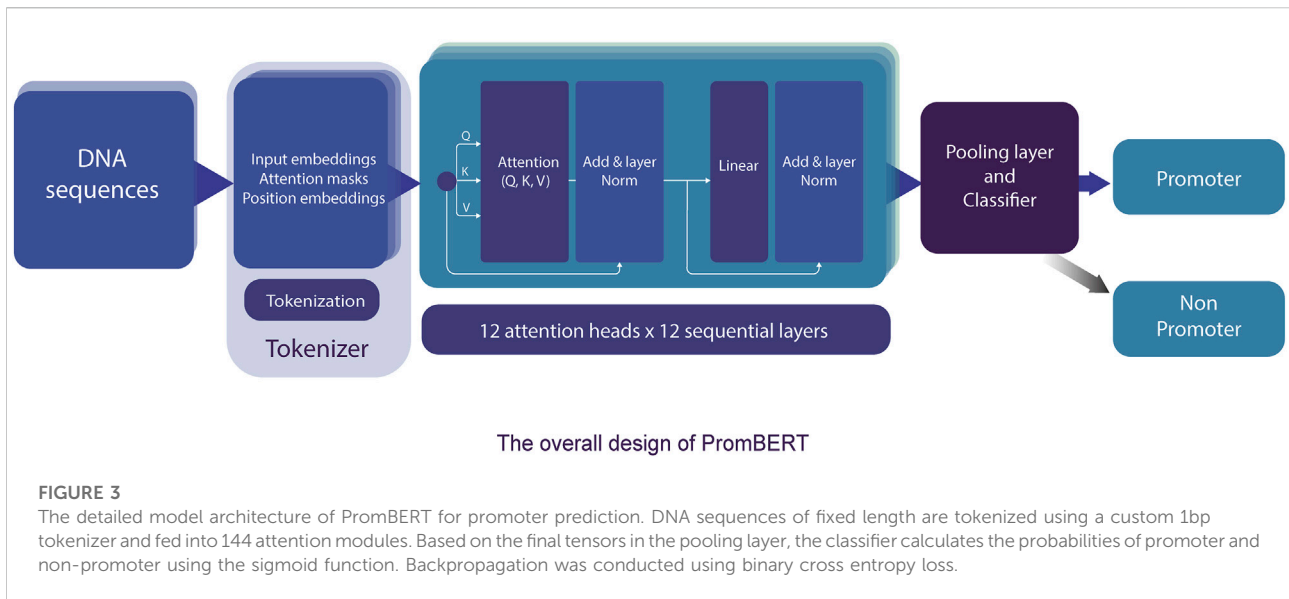 DNA
sequences
Input embeddings
Attention masks
Position embeddings
Tokenization
Tokenizer
Q
K
V
Attention
(Q, K, V)
Add & layer
Norm
Linear
Add & layer
Norm
12 attention heads x 12 sequential layers
Pooling layer
and
Classifier
Promoter
Non
Promoter
The overall design of PromBERT
FIGURE 3
The detailed model architecture of PromBERT for promoter prediction. DNA sequences of fixed length are tokenized using a custom 1bp
tokenizer and fed into 144 attention modules. Based on the final tensors in the pooling layer, the classifier calculates the probabilities of promoter and
non-promoter using the sigmoid function. Backpropagation was conducted using binary cross entropy loss.